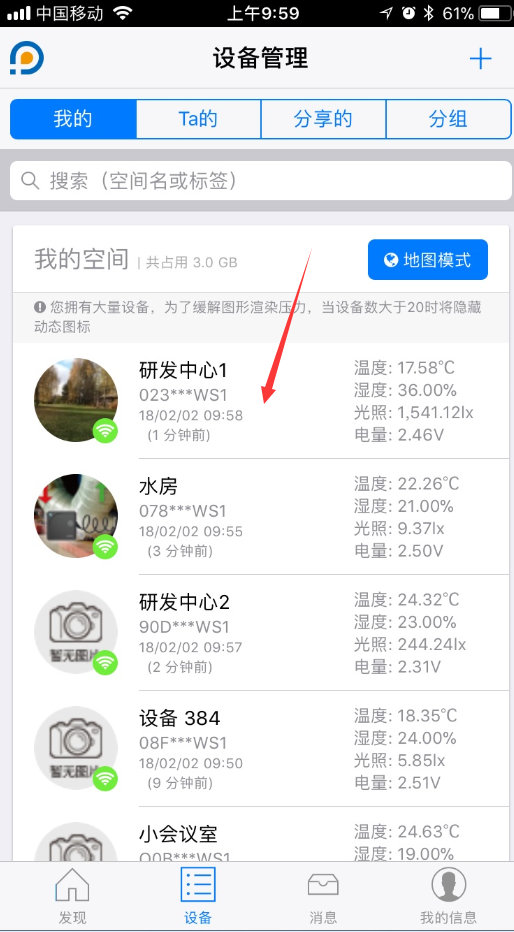 中国移动 上午9:59 61%
设备管理
我的 Ta的 分享的 分组
搜索（空间名或标签）
我的空间 | 共占用 3.0 GB 地图模式
您拥有大量设备，为了缓解图形渲染压力，当设备数大于20时将隐藏
动态图标
研发中心1
023***WS1
18/02/02 09:58
(1 分钟前)
温度: 17.58℃
湿度: 36.00%
光照: 1,541.12lx
电量: 2.46V
水房
078***WS1
18/02/02 09:55
(3 分钟前)
温度: 22.26℃
湿度: 21.00%
光照: 9.37lx
电量: 2.50V
研发中心2
90D***WS1
18/02/02 09:57
(2 分钟前)
暂无图片
温度: 24.32℃
湿度: 23.00%
光照: 244.24lx
电量: 2.31V
设备 384
08F***WS1
18/02/02 09:50
(9 分钟前)
暂无图片
温度: 18.35℃
湿度: 24.00%
光照: 5.85lx
电量: 2.51V
小会议室
温度: 24.63℃
湿度: 19.00%
发现 设备 消息 我的信息